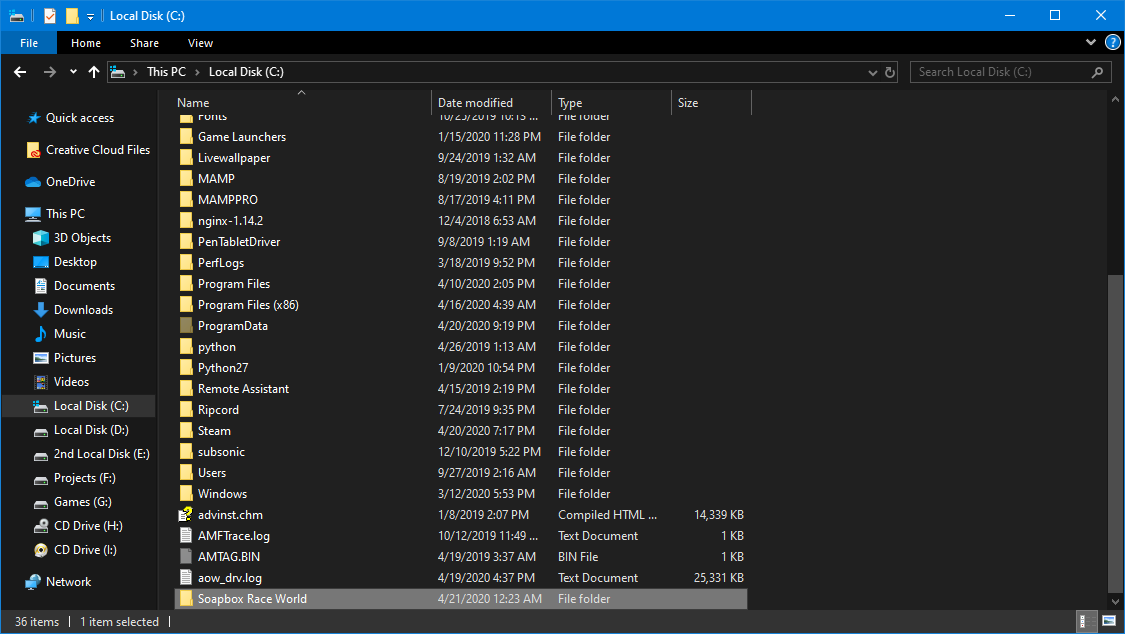 Local Disk (C:)
File Home Share View
This PC Local Disk (C:) Search Local Disk (C:)
Name Date modified Type Size
Quick access
Creative Cloud Files
OneDrive
This PC
3D Objects
Desktop
Documents
Downloads
Music
Pictures
Videos
Local Disk (C:)
Local Disk (D:)
2nd Local Disk (E:)
Projects (F:)
Games (G:)
CD Drive (H:)
CD Drive (I:)
Network
Fonts 10/25/2019 10:13 ... File folder
Game Launchers 1/15/2020 11:28 PM File folder
Livewallpaper 9/24/2019 1:32 AM File folder
MAMP 8/19/2019 2:02 PM File folder
MAMPPRO 8/17/2019 4:11 PM File folder
nginx-1.14.2 12/4/2018 6:53 AM File folder
PenTabletDriver 9/8/2019 1:19 AM File folder
PerfLogs 3/18/2019 9:52 PM File folder
Program Files 4/10/2020 2:05 PM File folder
Program Files (x86) 4/16/2020 4:39 AM File folder
ProgramData 4/20/2020 9:19 PM File folder
python 4/26/2019 1:13 AM File folder
Python27 1/9/2020 10:54 PM File folder
Remote Assistant 4/15/2019 2:19 PM File folder
Ripcord 7/24/2019 9:35 PM File folder
Steam 4/20/2020 7:17 PM File folder
subsonic 12/10/2019 5:22 PM File folder
Users 9/27/2019 2:16 AM File folder
Windows 3/12/2020 5:53 PM File folder
advinst.chm 1/8/2019 2:07 PM Compiled HTML ... 14,339 KB
AMFTrace.log 10/12/2019 11:49 ... Text Document 1 KB
AMTAG.BIN 4/19/2019 3:37 AM BIN File 1 KB
aow_drv.log 4/19/2020 4:37 PM Text Document 25,331 KB
Soapbox Race World 4/21/2020 12:23 AM File folder
36 items 1 item selected